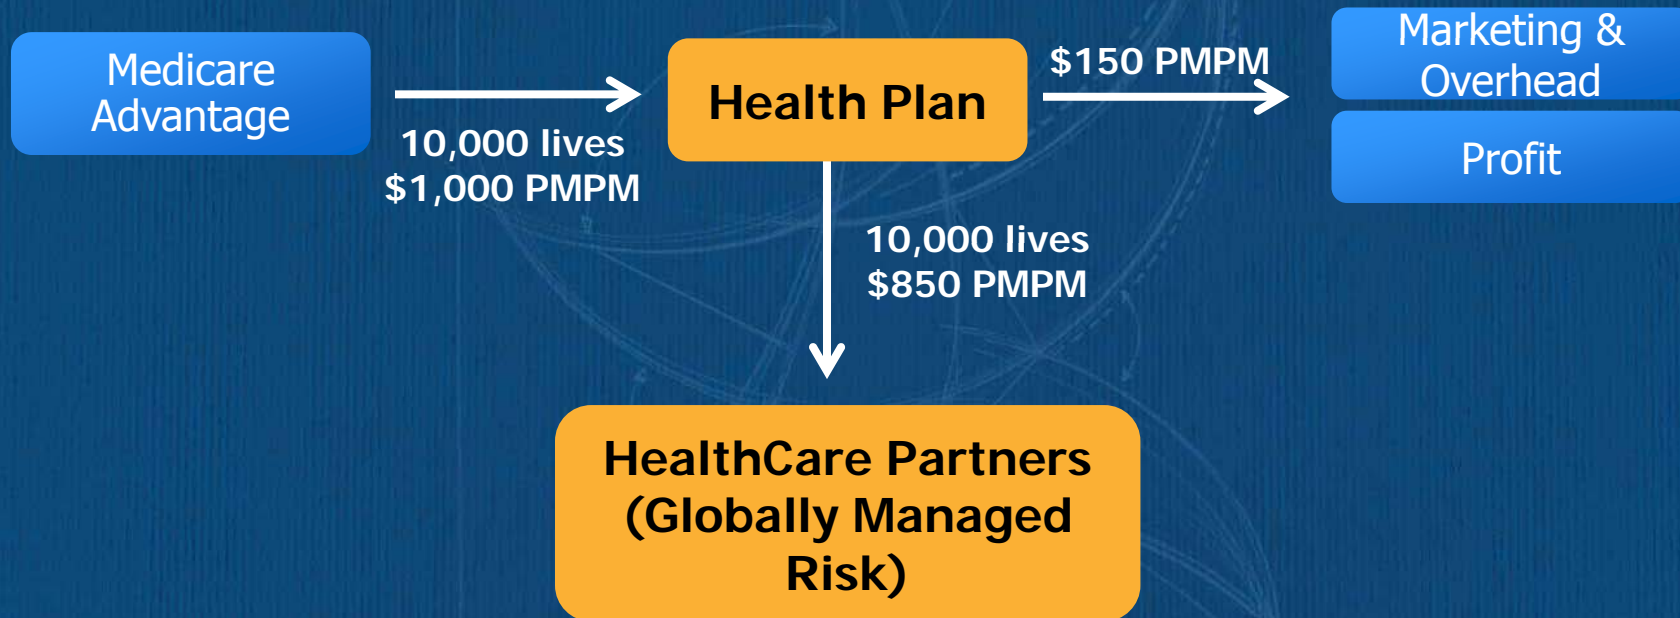 Medicare
Advantage
10,000 lives
$1,000 PMPM
Health Plan
$150 PMPM
Marketing &
Overhead
Profit
10,000 lives
$850 PMPM
HealthCare Partners
(Globally Managed
Risk)